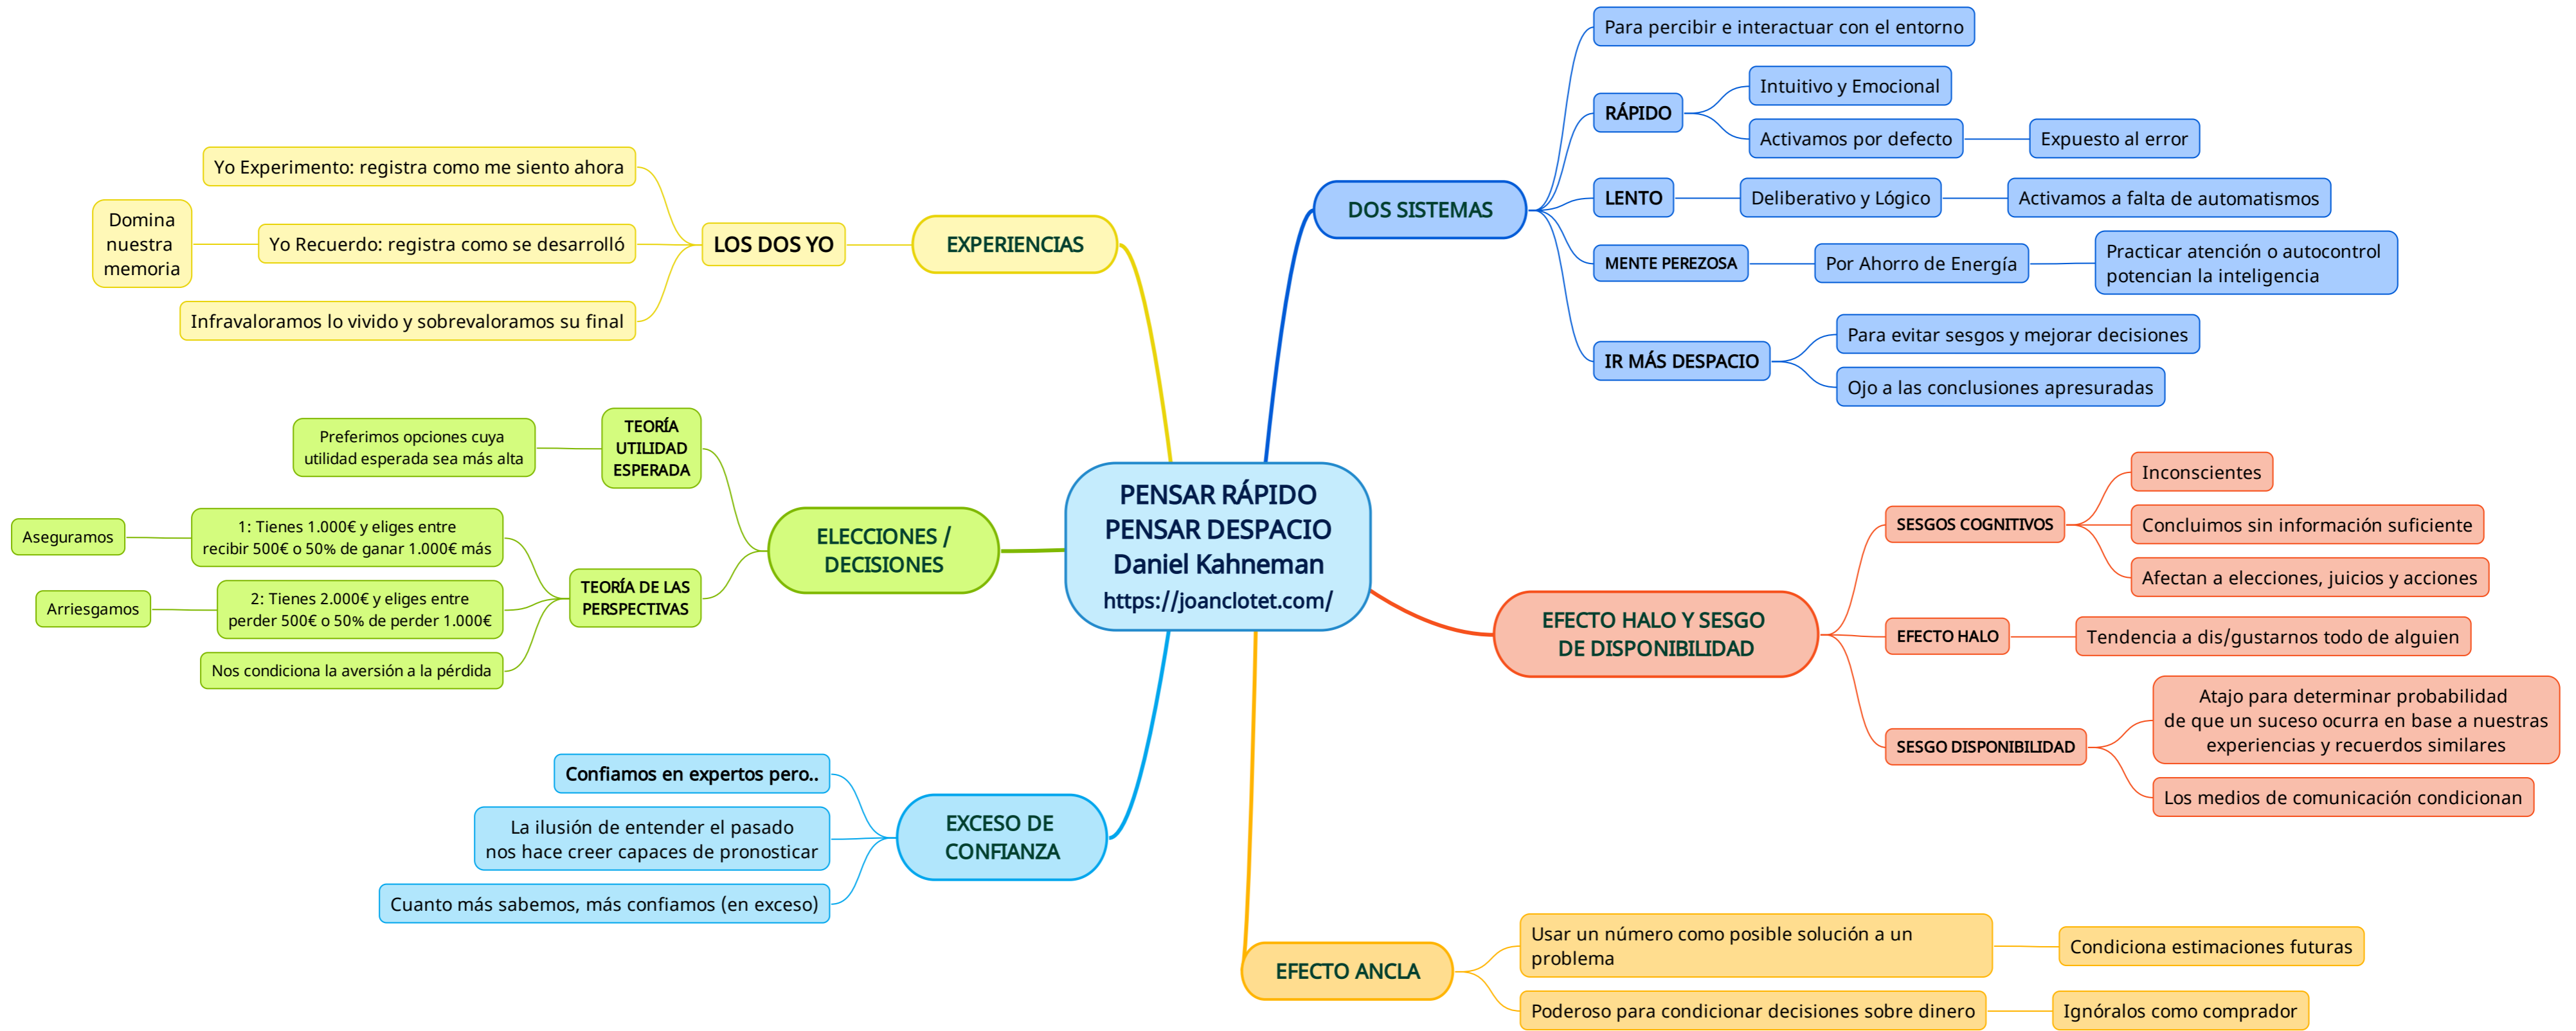 PENSAR RÁPIDO
PENSAR DESPACIO
Daniel Kahneman
https://joanclotet.com/
DOS SISTEMAS
Para percibir e interactuar con el entorno
RÁPIDO
Intuitivo y Emocional
Activamos por defecto
Expuesto al error
LENTO
Deliberativo y Lógico
Activamos a falta de automatismos
MENTE PEREZOSA
Por Ahorro de Energía
Practicar atención o autocontrol
potencian la inteligencia
IR MÁS DESPACIO
Para evitar sesgos y mejorar decisiones
Ojo a las conclusiones apresuradas
EFECTO HALO Y SESGO
DE DISPONIBILIDAD
SESGOS COGNITIVOS
Inconscientes
Concluimos sin información suficiente
Afectan a elecciones, juicios y acciones
EFECTO HALO
Tendencia a dis/gustarnos todo de alguien
SESGO DISPONIBILIDAD
Atajo para determinar probabilidad
de que un suceso ocurra en base a nuestras
experiencias y recuerdos similares
Los medios de comunicación condicionan
EFECTO ANCLA
Usar un número como posible solución a un
problema
Condiciona estimaciones futuras
Poderoso para condicionar decisiones sobre dinero
Ignóralos como comprador
EXPERIENCIAS
LOS DOS YO
Yo Experimento: registra como me siento ahora
Yo Recuerdo: registra como se desarrolló
Domina
nuestra
memoria
Infravaloramos lo vivido y sobrevaloramos su final
ELECCIONES /
DECISIONES
TEORÍA
UTILIDAD
ESPERADA
Preferimos opciones cuya
utilidad esperada sea más alta
TEORÍA DE LAS
PERSPECTIVAS
1: Tienes 1.000€ y eliges entre
recibir 500€ o 50% de ganar 1.000€ más
Aseguramos
2: Tienes 2.000€ y eliges entre
perder 500€ o 50% de perder 1.000€
Arriesgamos
Nos condiciona la aversión a la pérdida
EXCESO DE
CONFIANZA
Confiamos en expertos pero..
La ilusión de entender el pasado
nos hace creer capaces de pronosticar
Cuanto más sabemos, más confiamos (en exceso)